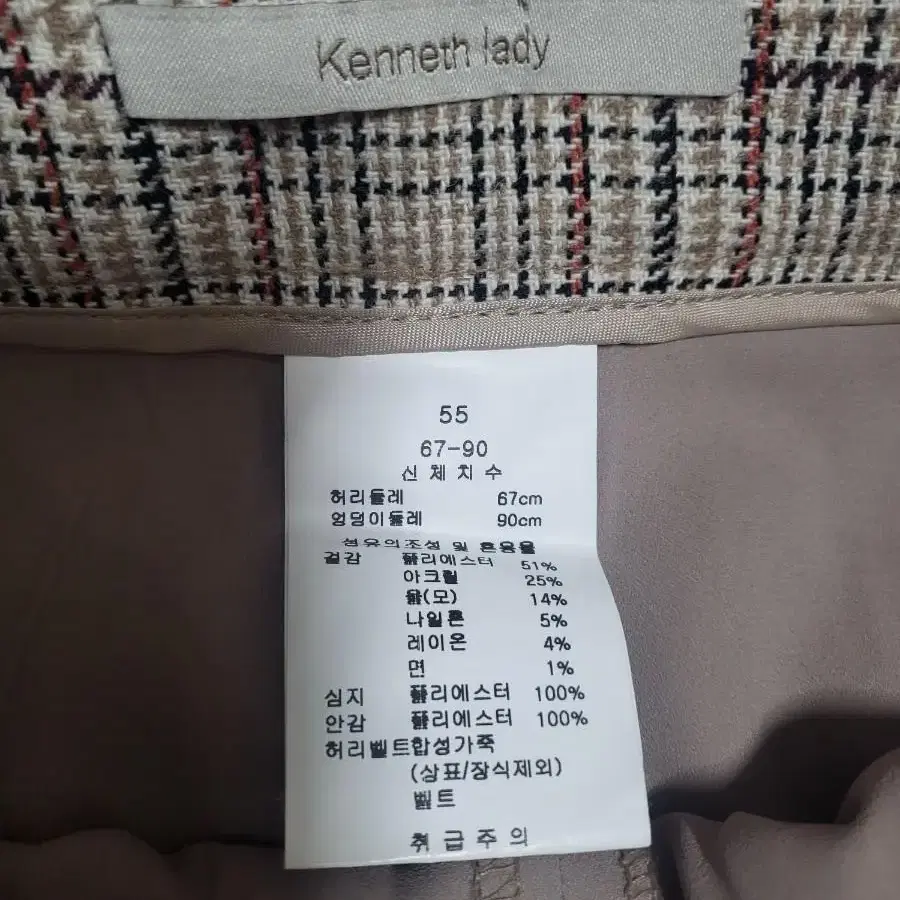 Kenneth lady
55
67-90
신체치수
허리둘레 67cm
엉덩이둘레 90cm
섬유의조성 및 혼용율
겉감 폴리에스터 51%
아크릴 25%
울(모) 14%
나일론 5%
레이온 4%
면 1%
심지 폴리에스터 100%
안감 폴리에스터 100%
허리벨트합성가죽
(상표/장식제외)
벨트
취급주의